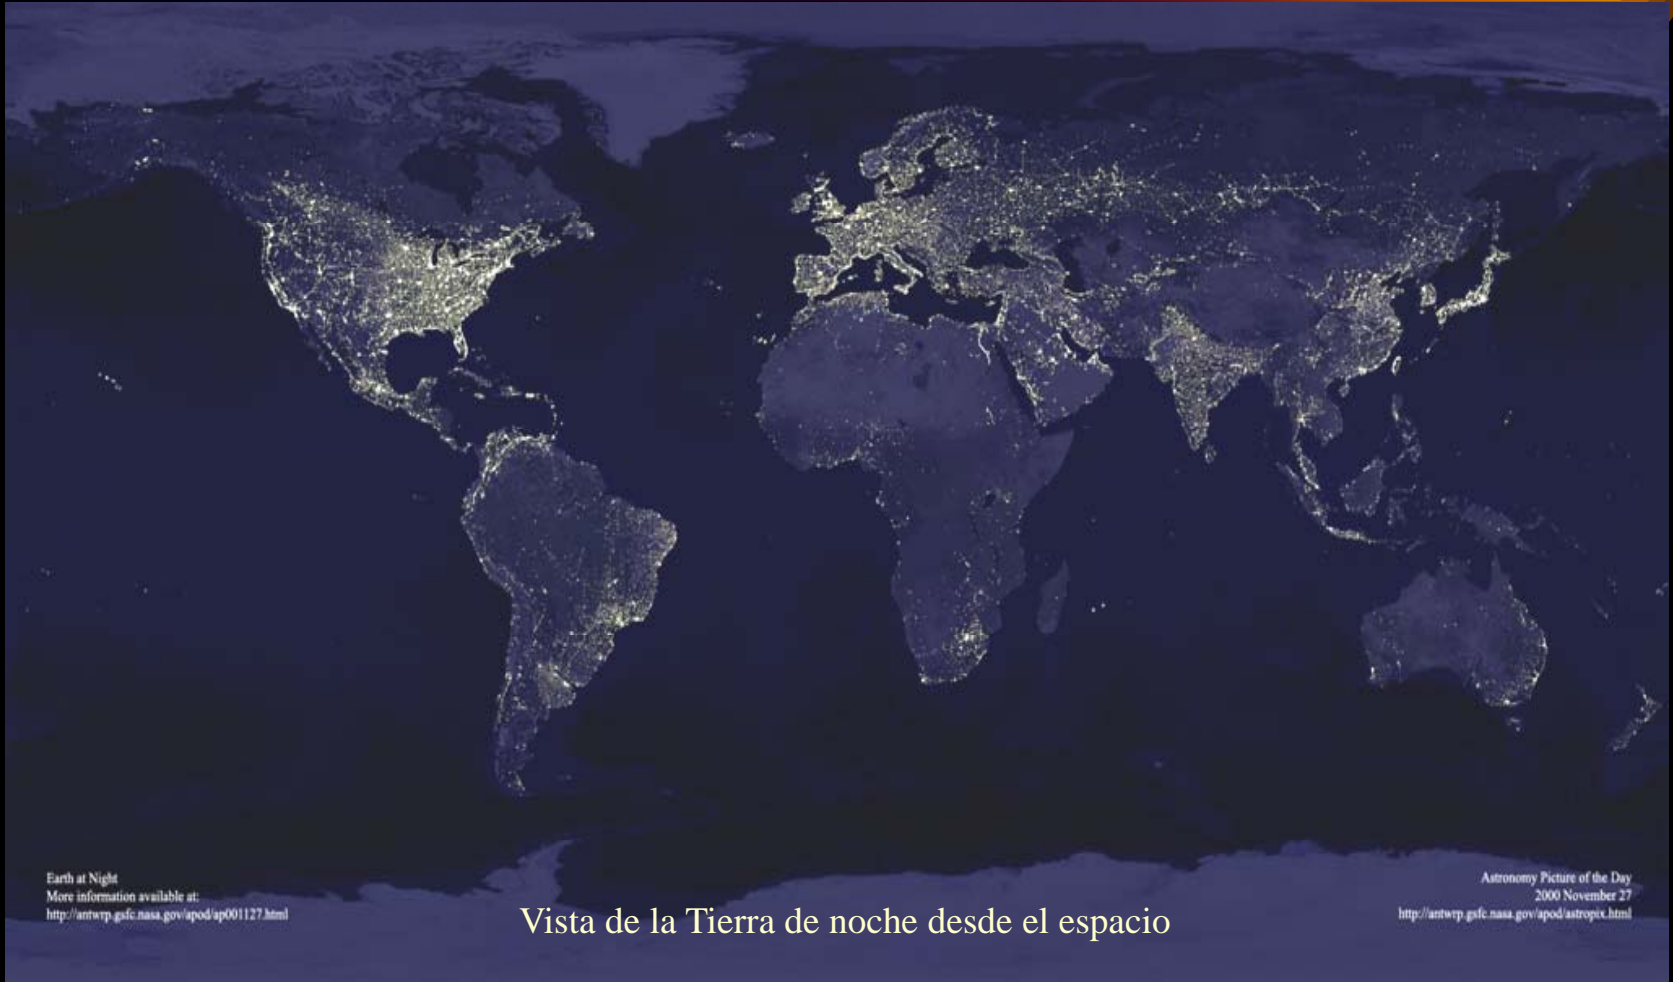 Earth at Night
More information available at:
http://antwrp.gsfc.nasa.gov/apod/ap001127.html
Vista de la Tierra de noche desde el espacio
Astronomy Picture of the Day
2000 November 27
http://antwrp.gsfc.nasa.gov/apod/astropix.html